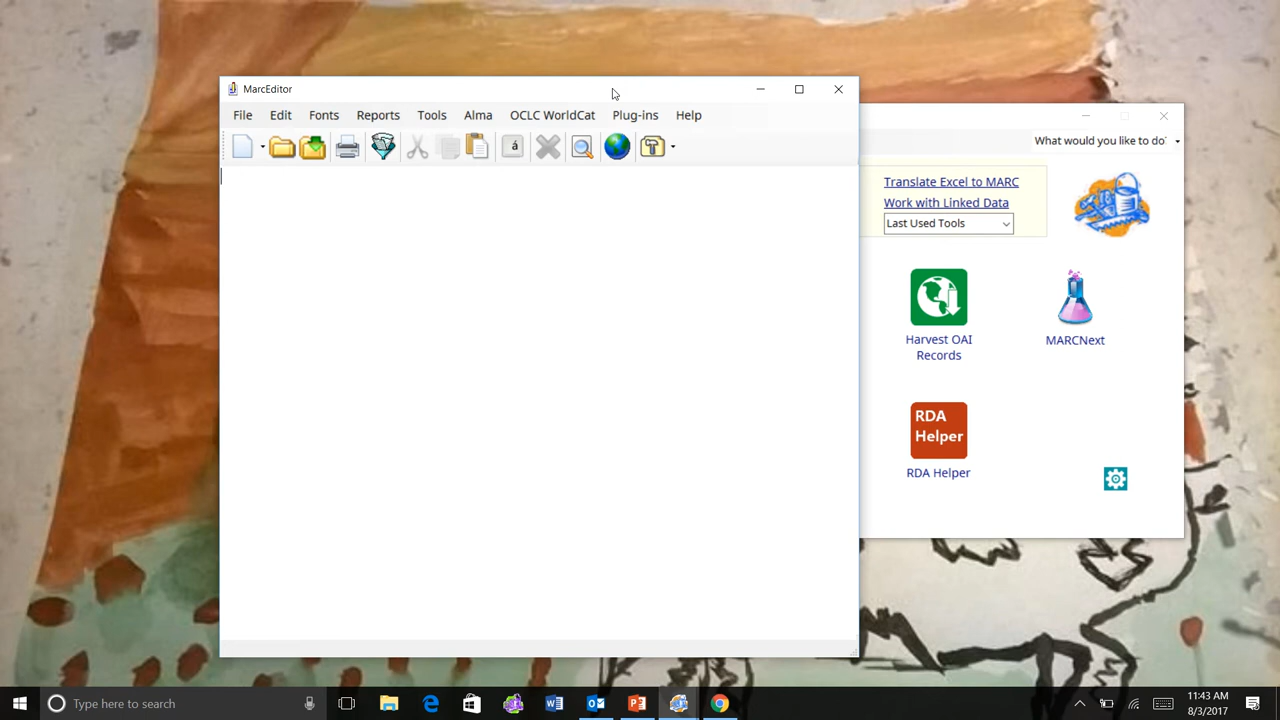 MarcEditor
File Edit Fonts Reports Tools Alma OCLC WorldCat Plug-ins Help
á
What would you like to do?
Translate Excel to MARC
Work with Linked Data
Last Used Tools
Harvest OAI
Records
MARCNext
RDA
Helper
RDA Helper
Type here to search
11:43 AM
8/3/2017